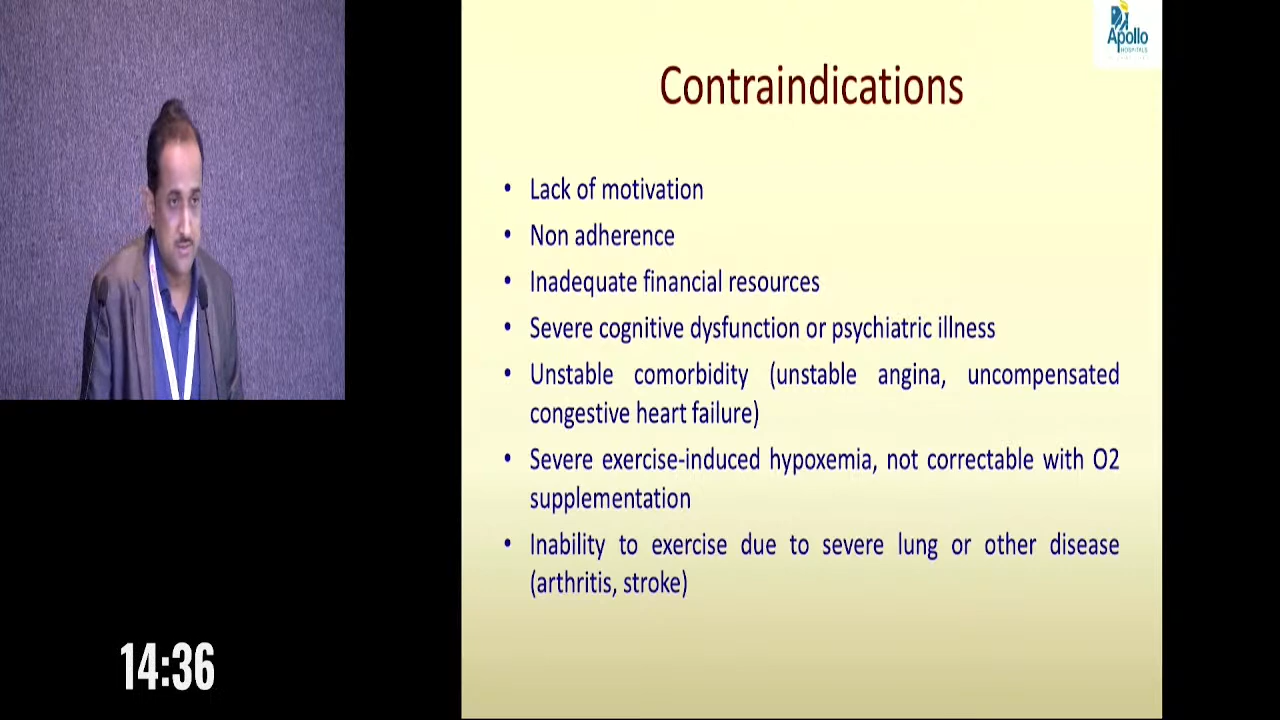 Apollo
HOSPITALS
Contraindications
• Lack of motivation
• Non adherence
• Inadequate financial resources
• Severe cognitive dysfunction or psychiatric illness
• Unstable comorbidity (unstable angina, uncompensated
congestive heart failure)
• Severe exercise-induced hypoxemia, not correctable with O2
supplementation
• Inability to exercise due to severe lung or other disease
(arthritis, stroke)
14:36